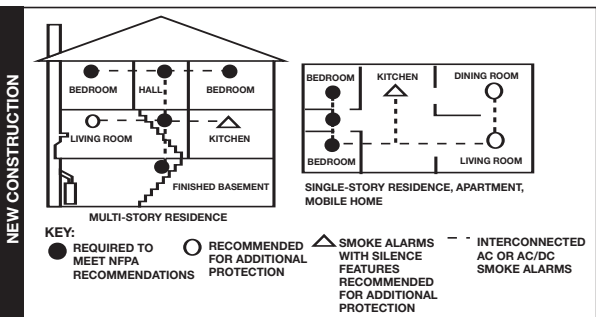 NEW CONSTRUCTION
BEDROOM
HALL
BEDROOM
LIVING ROOM
KITCHEN
FINISHED BASEMENT
MULTI-STORY RESIDENCE
BEDROOM
KITCHEN
DINING ROOM
BEDROOM
LIVING ROOM
SINGLE-STORY RESIDENCE, APARTMENT,
MOBILE HOME
KEY:
REQUIRED TO
MEET NFPA
RECOMMENDATIONS
RECOMMENDED
FOR ADDITIONAL
PROTECTION
SMOKE ALARMS
WITH SILENCE
FEATURES
RECOMMENDED
FOR ADDITIONAL
PROTECTION
INTERCONNECTED
AC OR AC/DC
SMOKE ALARMS